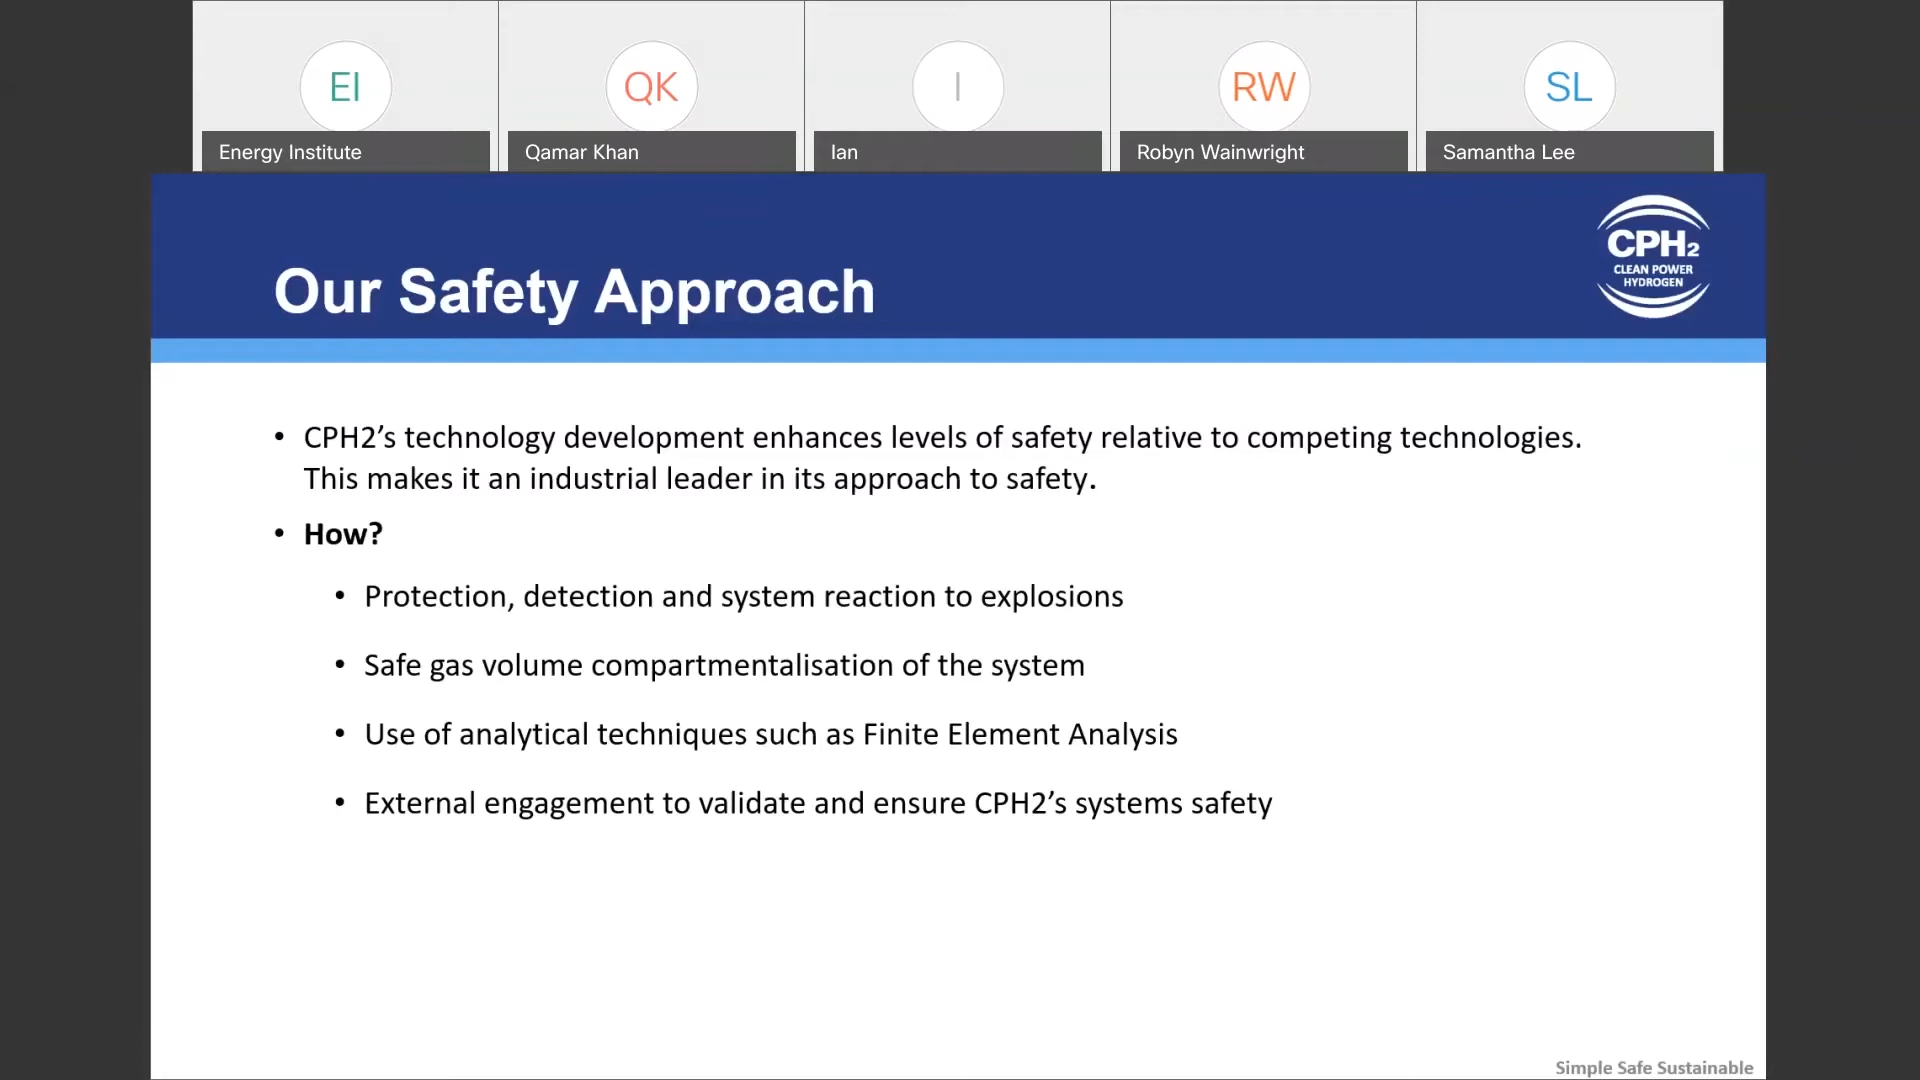 EI
QK
I
RW
SL
Energy Institute
Qamar Khan
Ian
Robyn Wainwright
Samantha Lee
Our Safety Approach
CPH2
CLEAN POWER
HYDROGEN
• CPH2’s technology development enhances levels of safety relative to competing technologies.
This makes it an industrial leader in its approach to safety.
• How?
• Protection, detection and system reaction to explosions
• Safe gas volume compartmentalisation of the system
• Use of analytical techniques such as Finite Element Analysis
• External engagement to validate and ensure CPH2’s systems safety
Simple Safe Sustainable